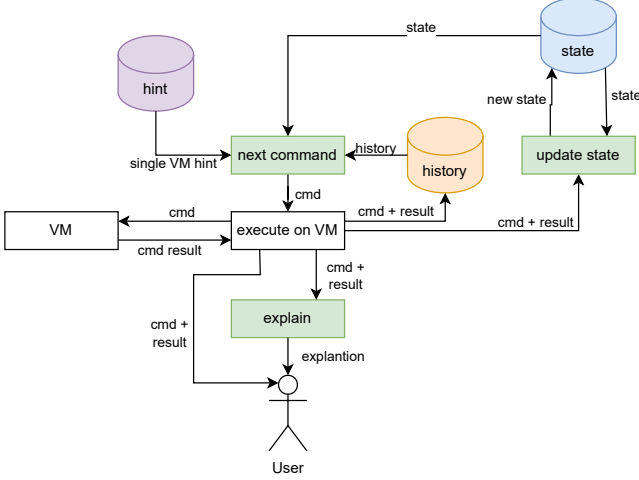 state
state
hint
new state
state
next command
history
update state
single VM hint
history
cmd
cmd
cmd + result
cmd + result
VM
execute on VM
cmd result
cmd +
result
explain
cmd +
result
explantion
User